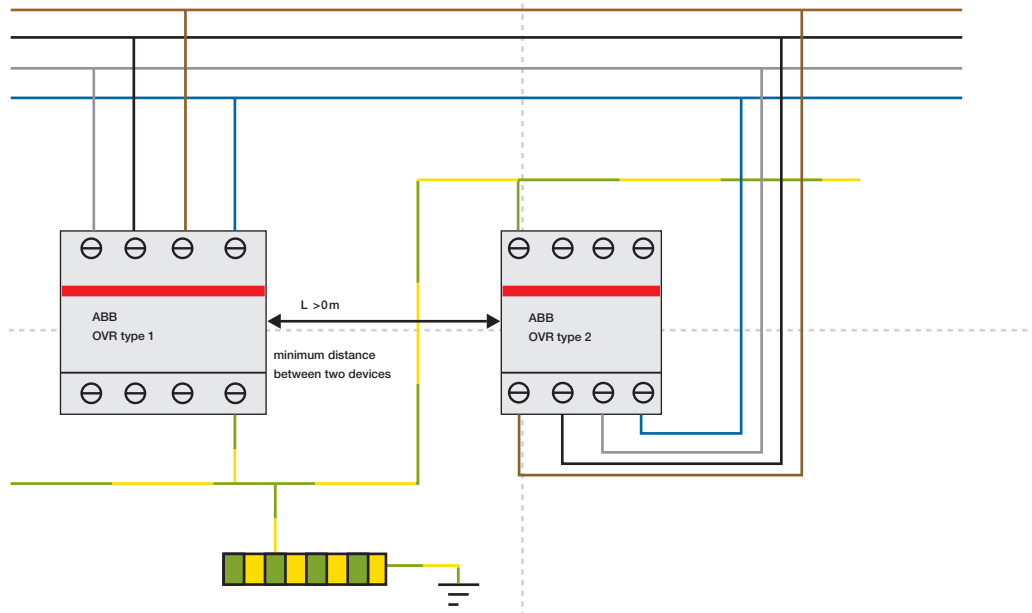 L >0m
ABB
OVR type 1
ABB
OVR type 2
minimum distance
between two devices